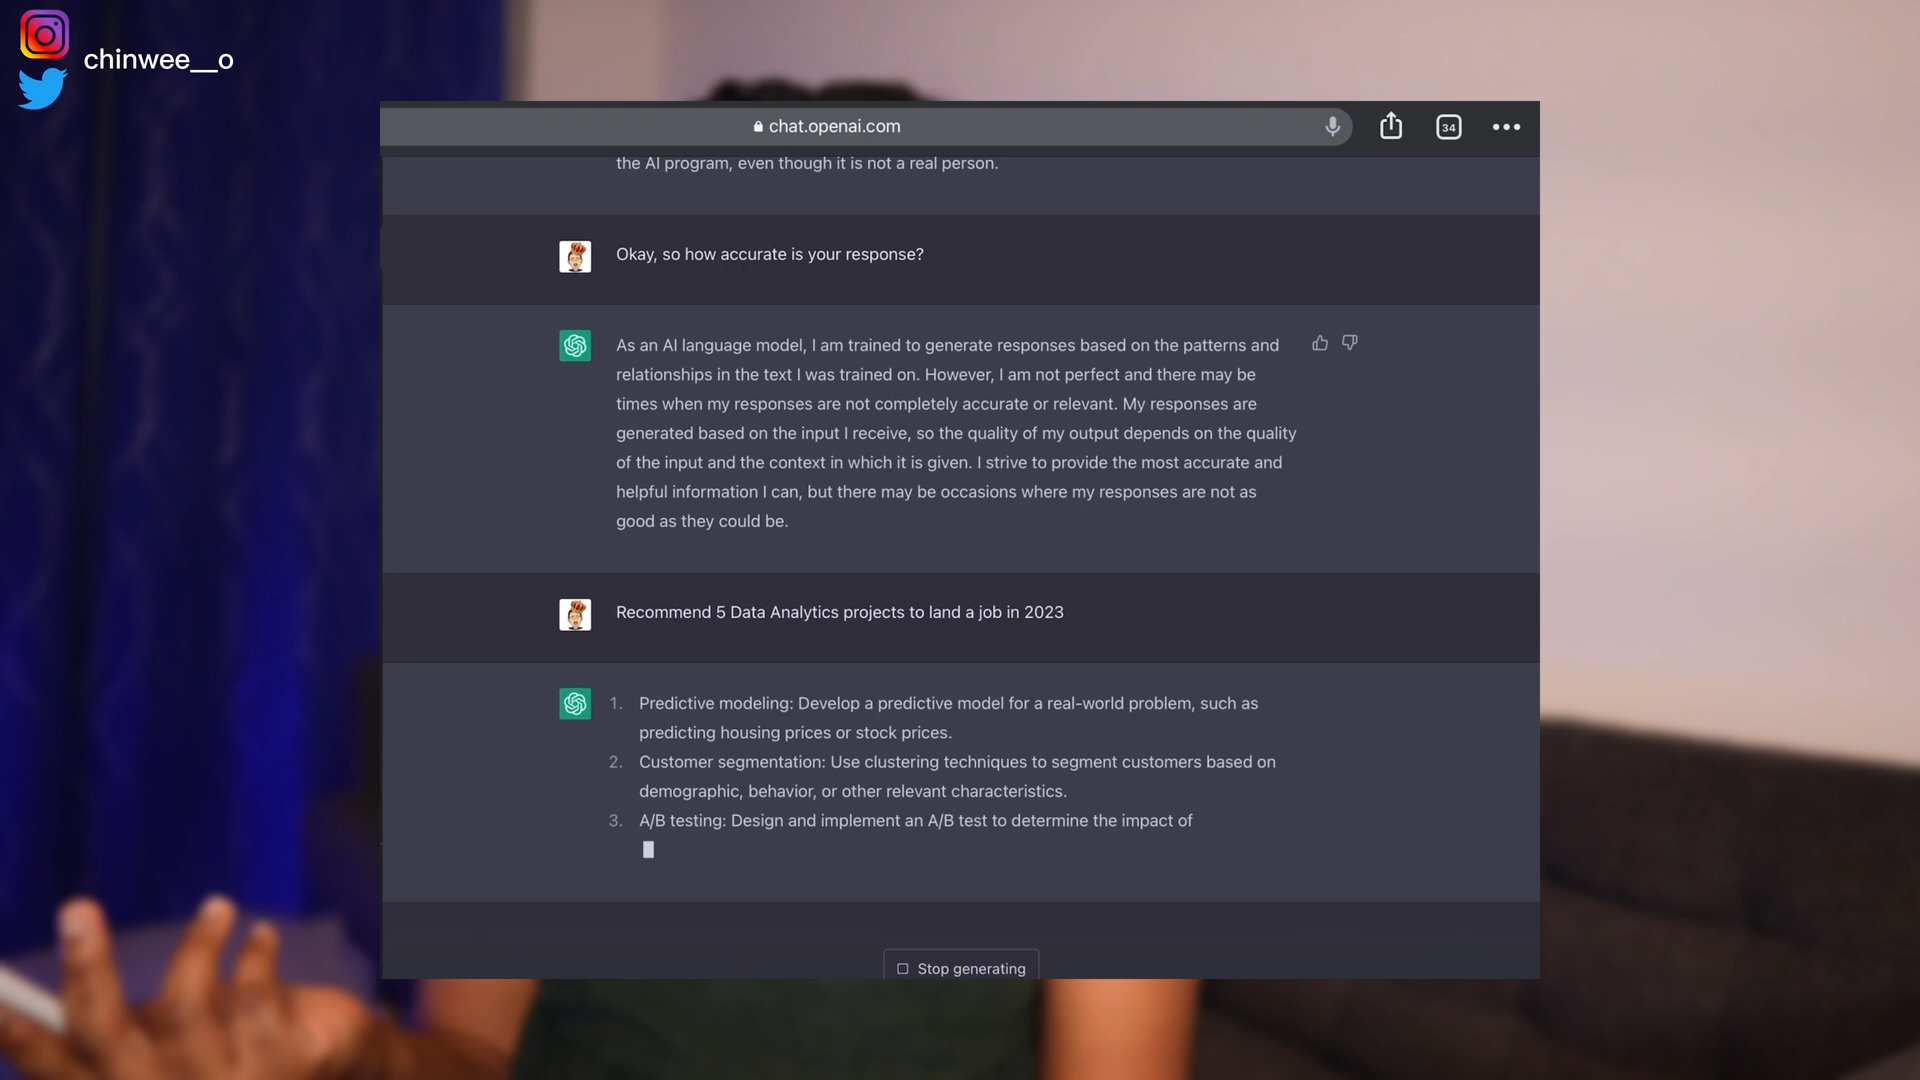 chinwee__o
chat.openai.com
34
the AI program, even though it is not a real person.
Okay, so how accurate is your response?
As an AI language model, I am trained to generate responses based on the patterns and
relationships in the text I was trained on. However, I am not perfect and there may be
times when my responses are not completely accurate or relevant. My responses are
generated based on the input I receive, so the quality of my output depends on the quality
of the input and the context in which it is given. I strive to provide the most accurate and
helpful information I can, but there may be occasions where my responses are not as
good as they could be.
Recommend 5 Data Analytics projects to land a job in 2023
1. Predictive modeling: Develop a predictive model for a real-world problem, such as
predicting housing prices or stock prices.
2. Customer segmentation: Use clustering techniques to segment customers based on
demographic, behavior, or other relevant characteristics.
3. A/B testing: Design and implement an A/B test to determine the impact of
Stop generating